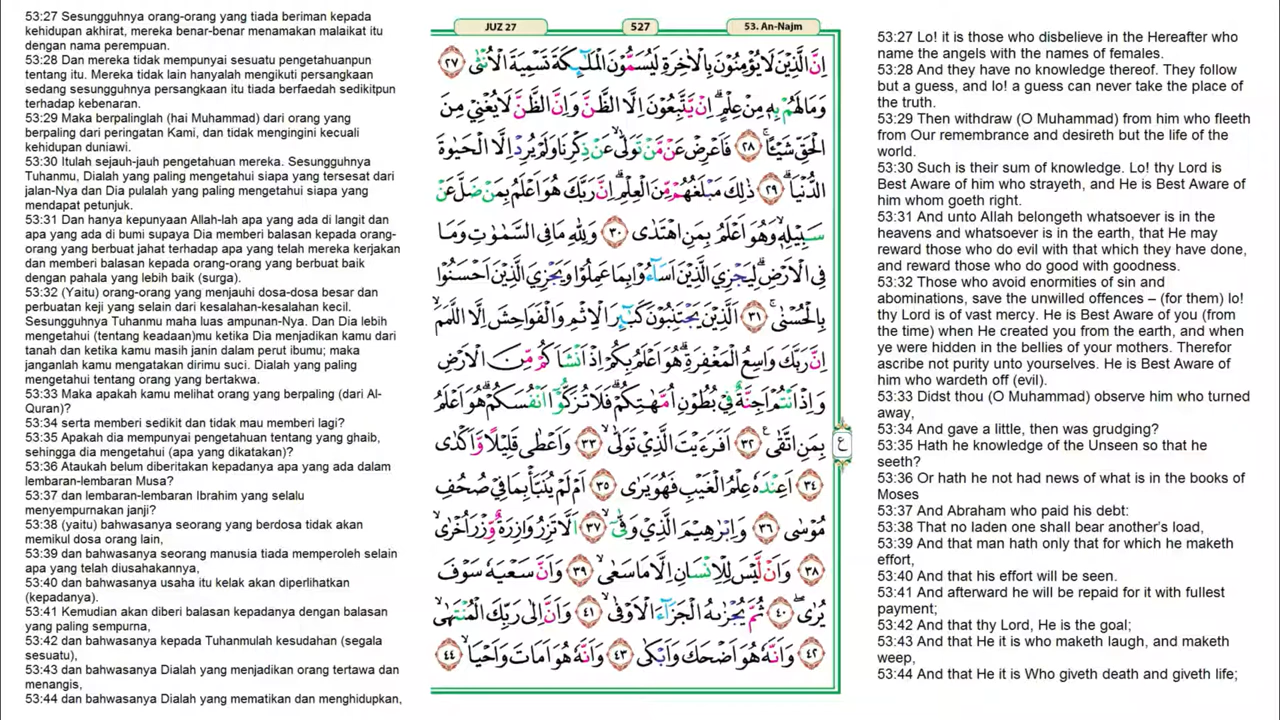 53:27 Sesungguhnya orang-orang yang tiada beriman kepada
kehidupan akhirat, mereka benar-benar menamakan malaikat itu
dengan nama perempuan.
53:28 Dan mereka tidak mempunyai sesuatu pengetahuanpun
tentang itu. Mereka tidak lain hanyalah mengikuti persangkaan
sedang sesungguhnya persangkaan itu tiada berfaedah sedikitpun
terhadap kebenaran.
53:29 Maka berpalinglah (hai Muhammad) dari orang yang
berpaling dari peringatan Kami, dan tidak mengingini kecuali
kehidupan duniawi.
53:30 Itulah sejauh-jauh pengetahuan mereka. Sesungguhnya
Tuhanmu, Dialah yang paling mengetahui siapa yang tersesat dari
jalan-Nya dan Dia pulalah yang paling mengetahui siapa yang
mendapat petunjuk.
53:31 Dan hanya kepunyaan Allah-lah apa yang ada di langit dan
apa yang ada di bumi supaya Dia memberi balasan kepada orang-
orang yang berbuat jahat terhadap apa yang telah mereka kerjakan
dan memberi balasan kepada orang-orang yang berbuat baik
dengan pahala yang lebih baik (surga).
53:32 (Yaitu) orang-orang yang menjauhi dosa-dosa besar dan
perbuatan keji yang selain dari kesalahan-kesalahan kecil.
Sesungguhnya Tuhanmu maha luas ampunan-Nya. Dan Dia lebih
mengetahui (tentang keadaan)mu ketika Dia menjadikan kamu dari
tanah dan ketika kamu masih janin dalam perut ibumu; maka
janganlah kamu mengatakan dirimu suci. Dialah yang paling
mengetahui tentang orang yang bertakwa.
53:33 Maka apakah kamu melihat orang yang berpaling (dari Al-
Quran)?
53:34 serta memberi sedikit dan tidak mau memberi lagi?
53:35 Apakah dia mempunyai pengetahuan tentang yang ghaib,
sehingga dia mengetahui (apa yang dikatakan)?
53:36 Ataukah belum diberitakan kepadanya apa yang ada dalam
lembaran-lembaran Musa?
53:37 dan lembaran-lembaran Ibrahim yang selalu
menyempurnakan janji?
53:38 (yaitu) bahwasanya seorang yang berdosa tidak akan
memikul dosa orang lain,
53:39 dan bahwasanya seorang manusia tiada memperoleh selain
apa yang telah diusahakannya,
53:40 dan bahwasanya usaha itu kelak akan diperlihatkan
(kepadanya).
53:41 Kemudian akan diberi balasan kepadanya dengan balasan
yang paling sempurna,
53:42 dan bahwasanya kepada Tuhanmulah kesudahan (segala
sesuatu),
53:43 dan bahwasanya Dialah yang menjadikan orang tertawa dan
menangis,
53:44 dan bahwasanya Dialah yang mematikan dan menghidupkan,
JUZ 27
527
53. An-Najm
اِنَّ الَّذِيْنَ لَا يُؤْمِنُوْنَ بِالْاٰخِرَةِ لَيُسَمُّوْنَ الْمَلٰۤىِٕكَةَ تَسْمِيَةَ الْاُنْثٰى ٢٧
وَمَا لَهُمْ بِهٖ مِنْ عِلْمٍۗ اِنْ يَّتَّبِعُوْنَ اِلَّا الظَّنَّ وَاِنَّ الظَّنَّ لَا يُغْنِيْ مِنَ
الْحَقِّ شَيْـًٔاۚ ٢٨ فَاَعْرِضْ عَنْ مَّنْ تَوَلّٰىۙ عَنْ ذِكْرِنَا وَلَمْ يُرِدْ اِلَّا الْحَيٰوةَ
الدُّنْيَاۗ ٢٩ ذٰلِكَ مَبْلَغُهُمْ مِّنَ الْعِلْمِۗ اِنَّ رَبَّكَ هُوَ اَعْلَمُ بِمَنْ ضَلَّ عَنْ
سَبِيْلِهٖ وَهُوَ اَعْلَمُ بِمَنِ اهْتَدٰى ٣٠ وَلِلّٰهِ مَا فِى السَّمٰوٰتِ وَمَا
فِى الْاَرْضِۗ لِيَجْزِيَ الَّذِيْنَ اَسَاۤءُوْا بِمَا عَمِلُوْا وَيَجْزِيَ الَّذِيْنَ اَحْسَنُوْا
بِالْحُسْنٰىۚ ٣١ اَلَّذِيْنَ يَجْتَنِبُوْنَ كَبٰۤىِٕرَ الْاِثْمِ وَالْفَوَاحِشَ اِلَّا اللَّمَمَۙ
اِنَّ رَبَّكَ وَاسِعُ الْمَغْفِرَةِۗ هُوَ اَعْلَمُ بِكُمْ اِذْ اَنْشَاَكُمْ مِّنَ الْاَرْضِ
وَاِذْ اَنْتُمْ اَجِنَّةٌ فِيْ بُطُوْنِ اُمَّهٰتِكُمْۗ فَلَا تُزَكُّوْٓا اَنْفُسَكُمْۗ هُوَ اَعْلَمُ
بِمَنِ اتَّقٰى ٣٢ اَفَرَءَيْتَ الَّذِيْ تَوَلّٰىۙ ٣٣ وَاَعْطٰى قَلِيْلًا وَّاَكْدٰى
٣٤ اَعِنْدَهٗ عِلْمُ الْغَيْبِ فَهُوَ يَرٰى ٣٥ اَمْ لَمْ يُنَبَّأْ بِمَا فِيْ صُحُفِ
مُوْسٰى ٣٦ وَاِبْرٰهِيْمَ الَّذِيْ وَفّٰىٓۙ ٣٧ اَلَّا تَزِرُ وَازِرَةٌ وِّزْرَ اُخْرٰىۙ
٣٨ وَاَنْ لَّيْسَ لِلْاِنْسَانِ اِلَّا مَا سَعٰىۙ ٣٩ وَاَنَّ سَعْيَهٗ سَوْفَ
يُرٰىۖ ٤٠ ثُمَّ يُجْزٰىهُ الْجَزَاۤءَ الْاَوْفٰىۙ ٤١ وَاَنَّ اِلٰى رَبِّكَ الْمُنْتَهٰىۙ
٤٢ وَاَنَّهٗ هُوَ اَضْحَكَ وَاَبْكٰىۙ ٤٣ وَاَنَّهٗ هُوَ اَمَاتَ وَاَحْيَاۙ ٤٤
ع
53:27 Lo! it is those who disbelieve in the Hereafter who
name the angels with the names of females.
53:28 And they have no knowledge thereof. They follow
but a guess, and lo! a guess can never take the place of
the truth.
53:29 Then withdraw (O Muhammad) from him who fleeth
from Our remembrance and desireth but the life of the
world.
53:30 Such is their sum of knowledge. Lo! thy Lord is
Best Aware of him who strayeth, and He is Best Aware of
him whom goeth right.
53:31 And unto Allah belongeth whatsoever is in the
heavens and whatsoever is in the earth, that He may
reward those who do evil with that which they have done,
and reward those who do good with goodness.
53:32 Those who avoid enormities of sin and
abominations, save the unwilled offences – (for them) lo!
thy Lord is of vast mercy. He is Best Aware of you (from
the time) when He created you from the earth, and when
ye were hidden in the bellies of your mothers. Therefor
ascribe not purity unto yourselves. He is Best Aware of
him who wardeth off (evil).
53:33 Didst thou (O Muhammad) observe him who turned
away,
53:34 And gave a little, then was grudging?
53:35 Hath he knowledge of the Unseen so that he
seeth?
53:36 Or hath he not had news of what is in the books of
Moses
53:37 And Abraham who paid his debt:
53:38 That no laden one shall bear another's load,
53:39 And that man hath only that for which he maketh
effort,
53:40 And that his effort will be seen.
53:41 And afterward he will be repaid for it with fullest
payment;
53:42 And that thy Lord, He is the goal;
53:43 And that He it is who maketh laugh, and maketh
weep,
53:44 And that He it is Who giveth death and giveth life;